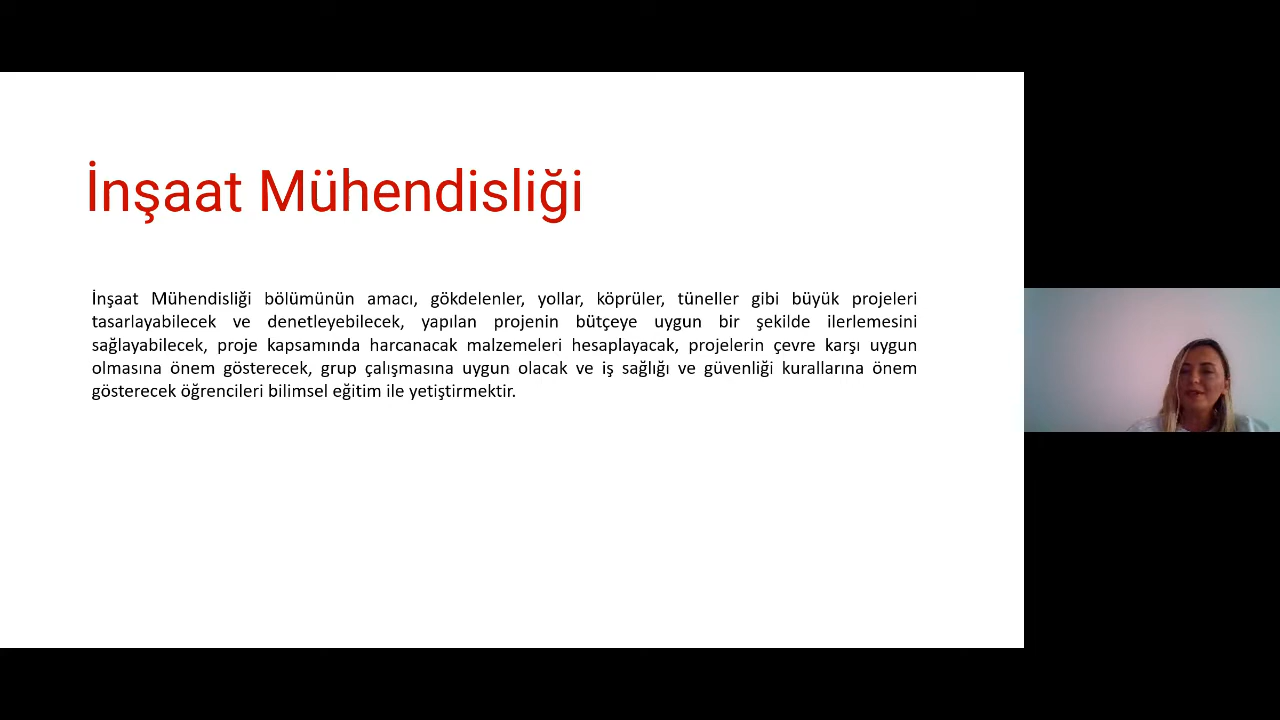 İnşaat Mühendisliği
İnşaat Mühendisliği bölümünün amacı, gökdelenler, yollar, köprüler, tüneller gibi büyük projeleri
tasarlayabilecek ve denetleyebilecek, yapılan projenin bütçeye uygun bir şekilde ilerlemesini
sağlayabilecek, proje kapsamında harcanacak malzemeleri hesaplayacak, projelerin çevre karşı uygun
olmasına önem gösterecek, grup çalışmasına uygun olacak ve iş sağlığı ve güvenliği kurallarına önem
gösterecek öğrencileri bilimsel eğitim ile yetiştirmektir.